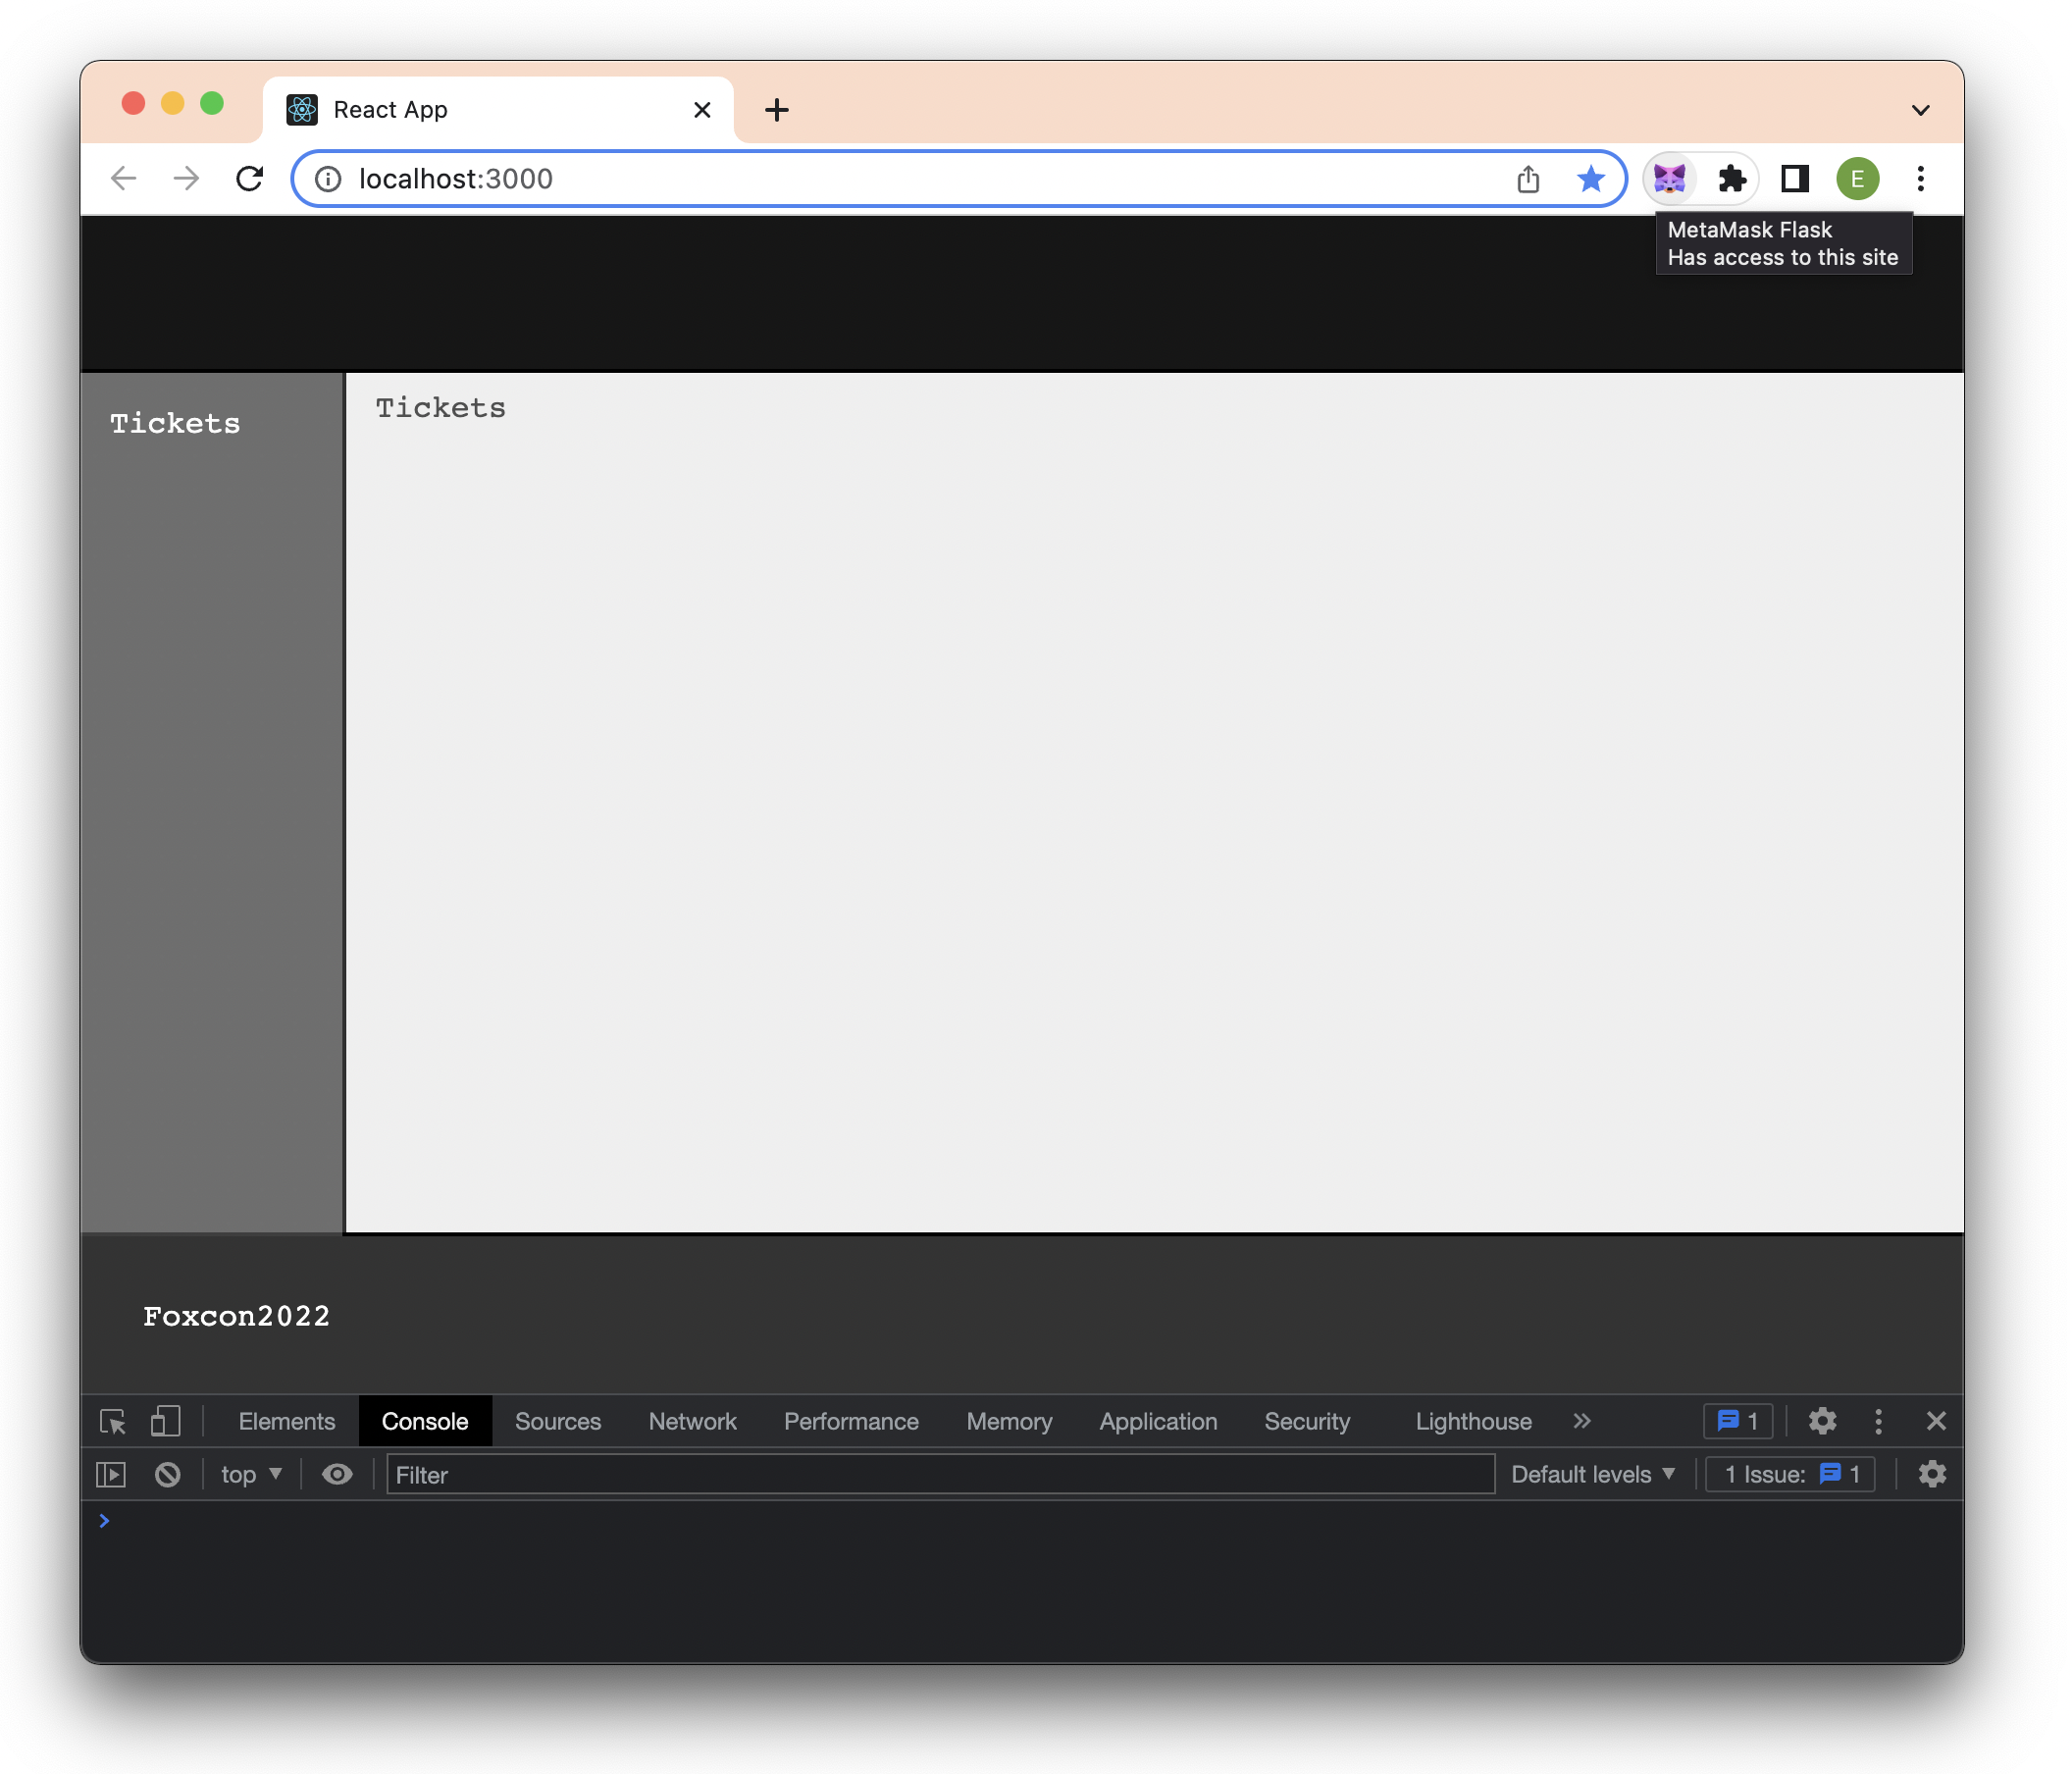 React App
localhost:3000
E
MetaMask Flask
Has access to this site
Tickets
Tickets
Foxcon2022
Elements Console Sources Network Performance Memory Application Security Lighthouse 1
top Filter Default levels 1 Issue: 1